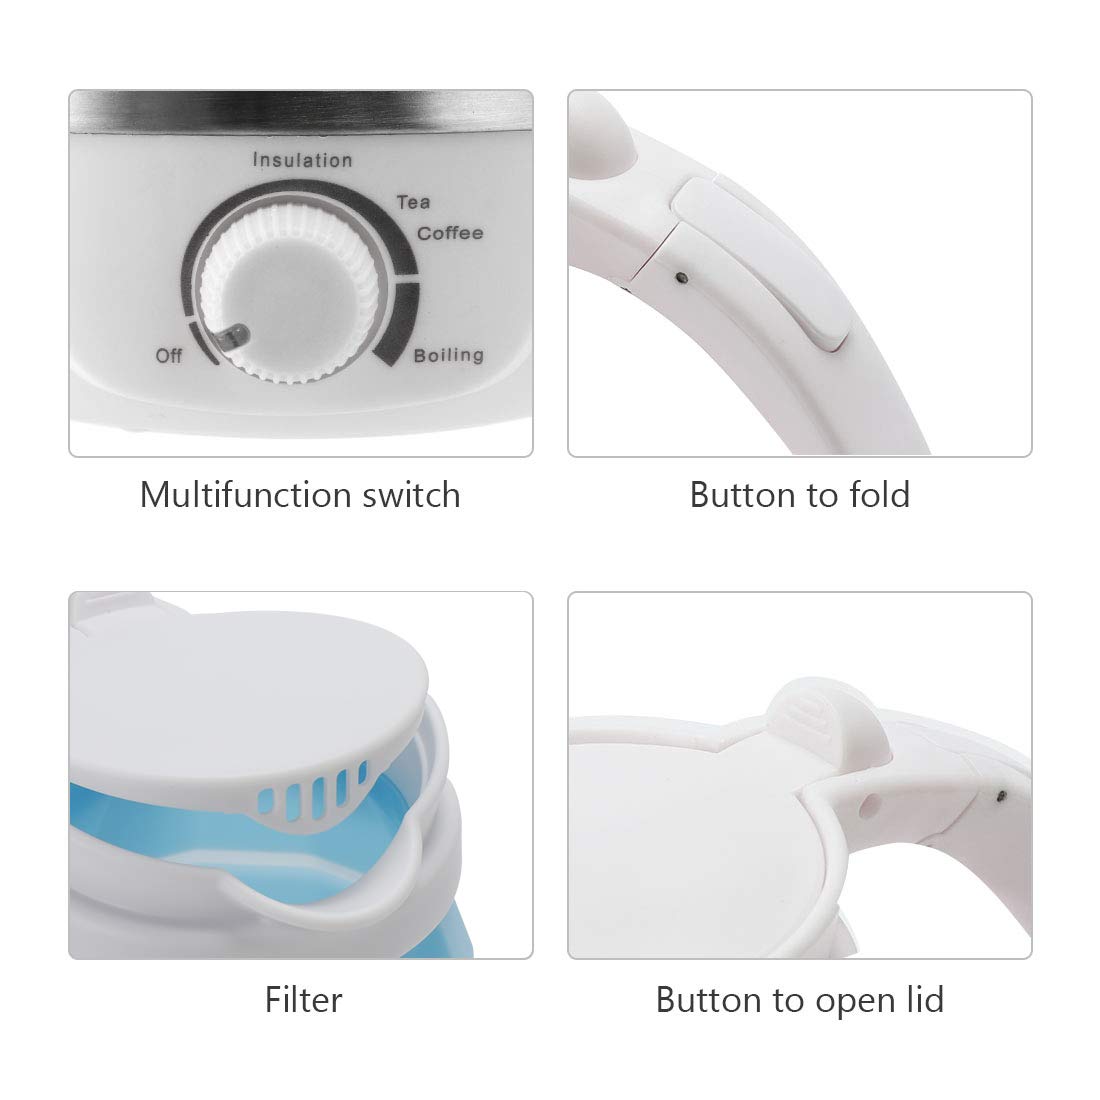 Insulation
Tea
Coffee
Off
Boiling
Multifunction switch
Button to fold
Filter
Button to open lid